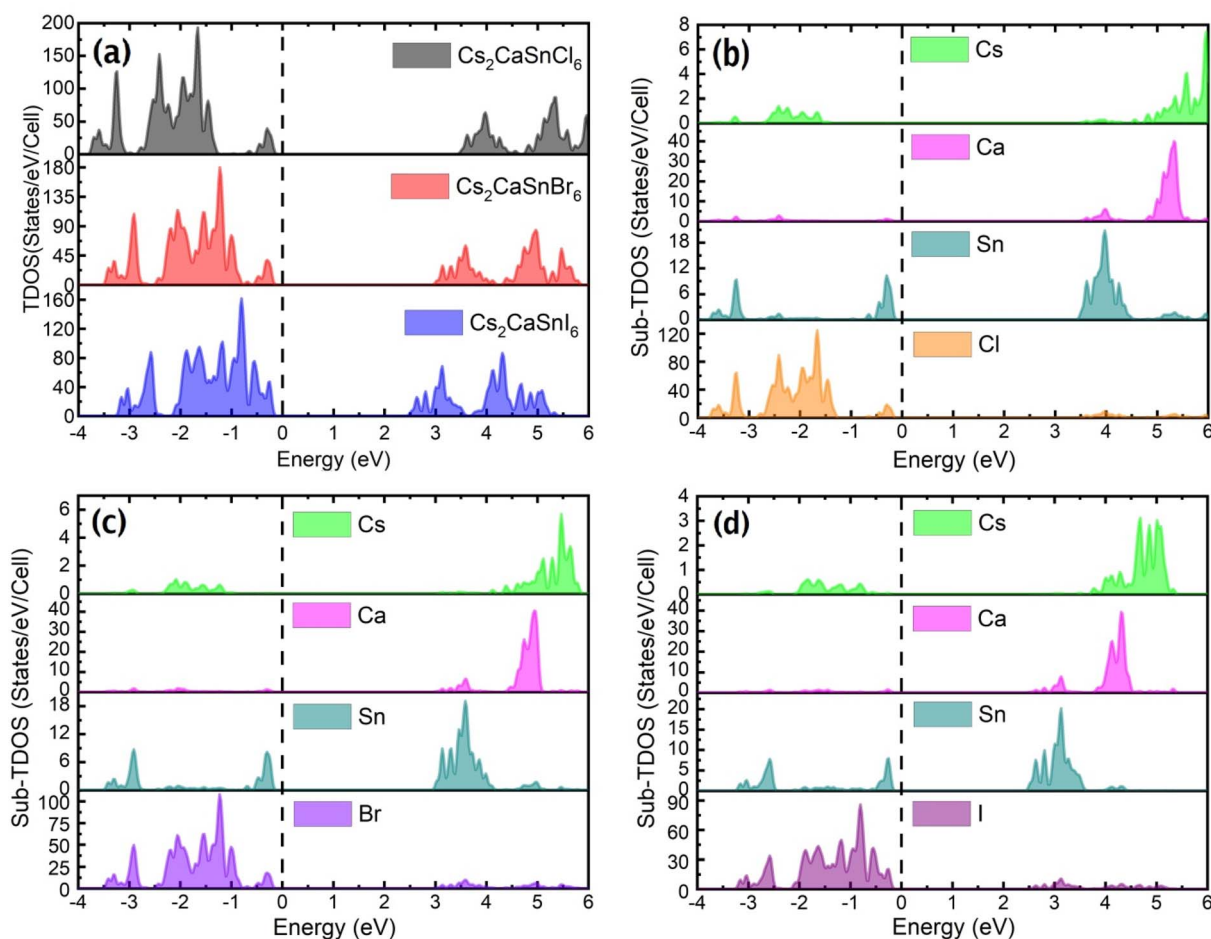 (a)
TDOS(States/eV/Cell)
200
150
100
50
0
Cs₂CaSnCl₆
180
135
90
45
0
Cs₂CaSnBr₆
160
120
80
40
0
Cs₂CaSnI₆
-4 -3 -2 -1 0 1 2 3 4 5 6
Energy (eV)
(b)
Sub-TDOS (States/eV/Cell)
8
6
4
2
0
Cs
40
30
20
10
0
Ca
18
12
6
0
Sn
120
80
40
0
Cl
-4 -3 -2 -1 0 1 2 3 4 5 6
Energy (eV)
(c)
Sub-TDOS (States/eV/Cell)
6
4
2
0
Cs
40
30
20
10
0
Ca
18
12
6
0
Sn
100
75
50
25
0
Br
-4 -3 -2 -1 0 1 2 3 4 5 6
Energy (eV)
(d)
Sub-TDOS (States/eV/Cell)
4
3
2
1
0
Cs
40
30
20
10
0
Ca
20
15
10
5
0
Sn
90
60
30
0
I
-4 -3 -2 -1 0 1 2 3 4 5 6
Energy (eV)